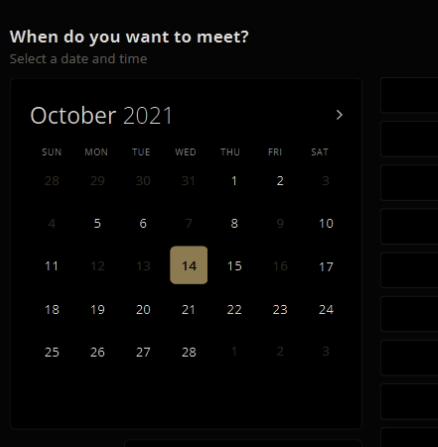 When do you want to meet?
Select a date and time
October 2021 >
SUN MON TUE WED THU FRI SAT
28 29 30 31 1 2 3
4 5 6 7 8 9 10
11 12 13 14 15 16 17
18 19 20 21 22 23 24
25 26 27 28 1 2 3